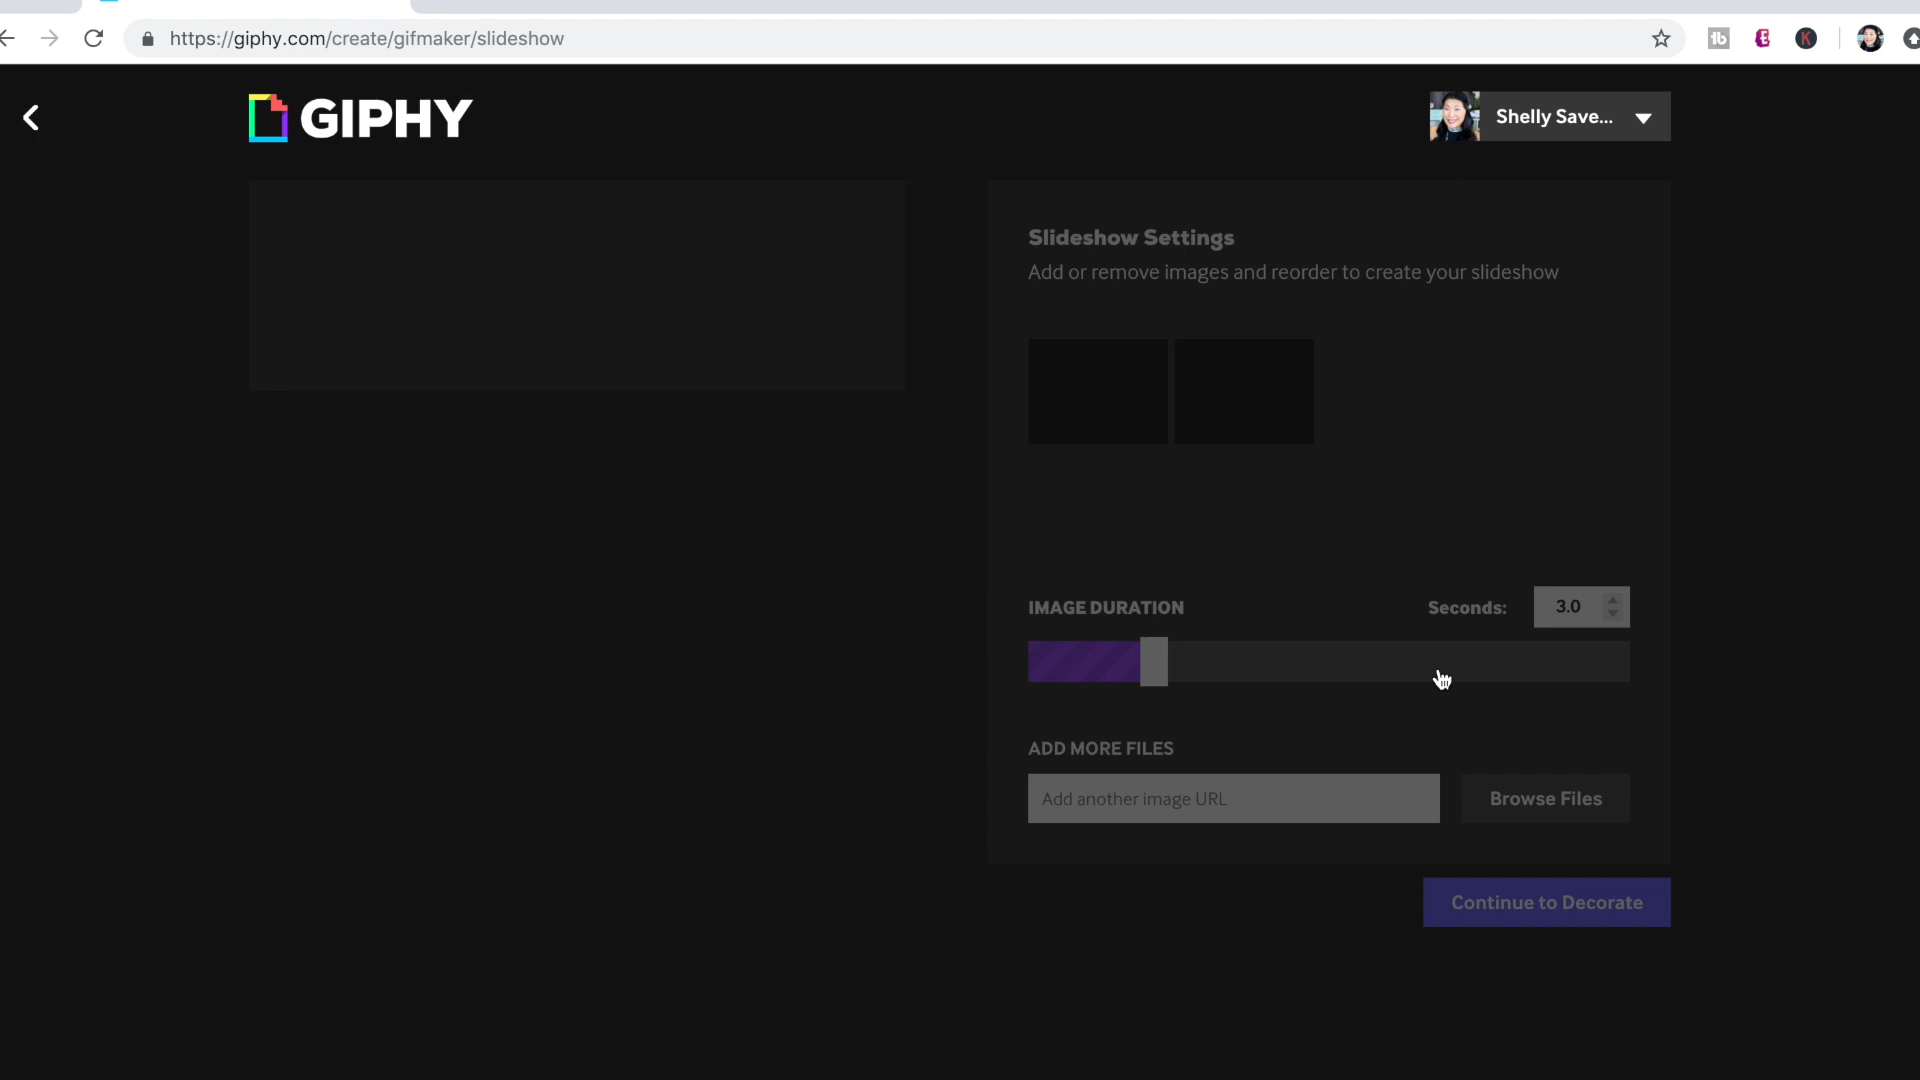 https://giphy.com/create/gifmaker/slideshow
GIPHY
Shelly Save...
Slideshow Settings
Add or remove images and reorder to create your slideshow
IMAGE DURATION
Seconds:
3.0
ADD MORE FILES
Add another image URL
Browse Files
Continue to Decorate